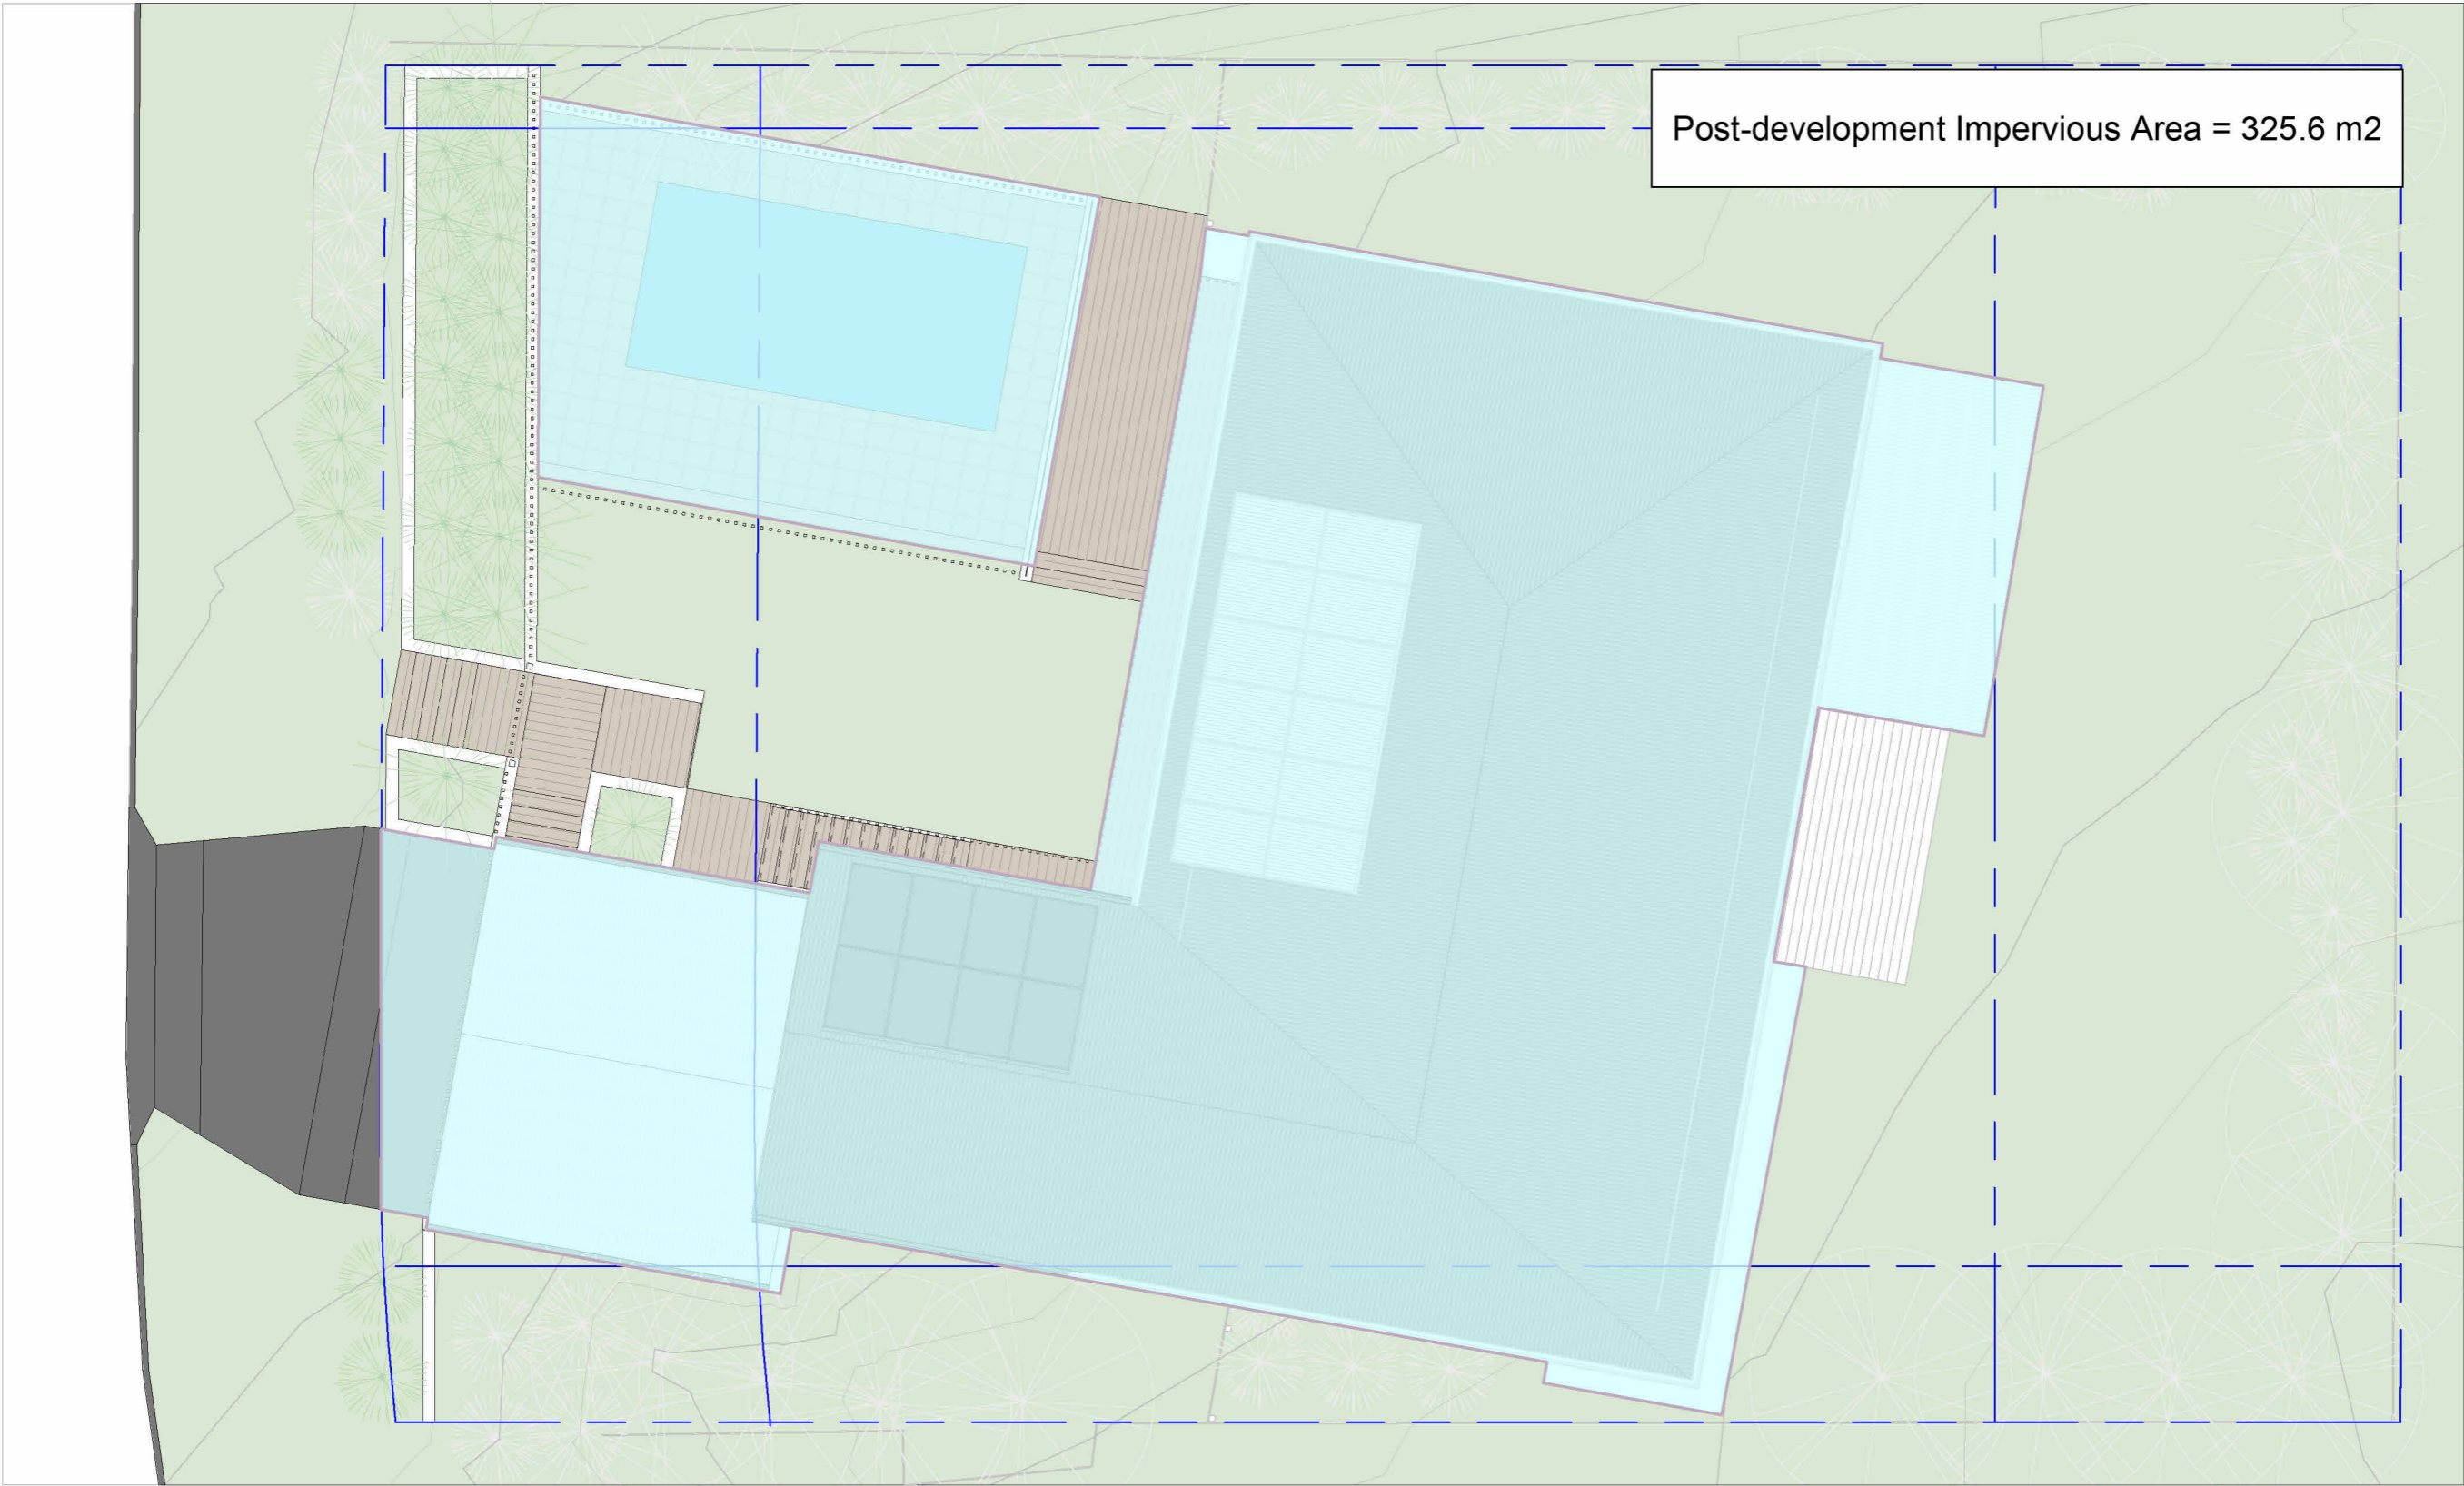 Post-development Impervious Area = 325.6 m2